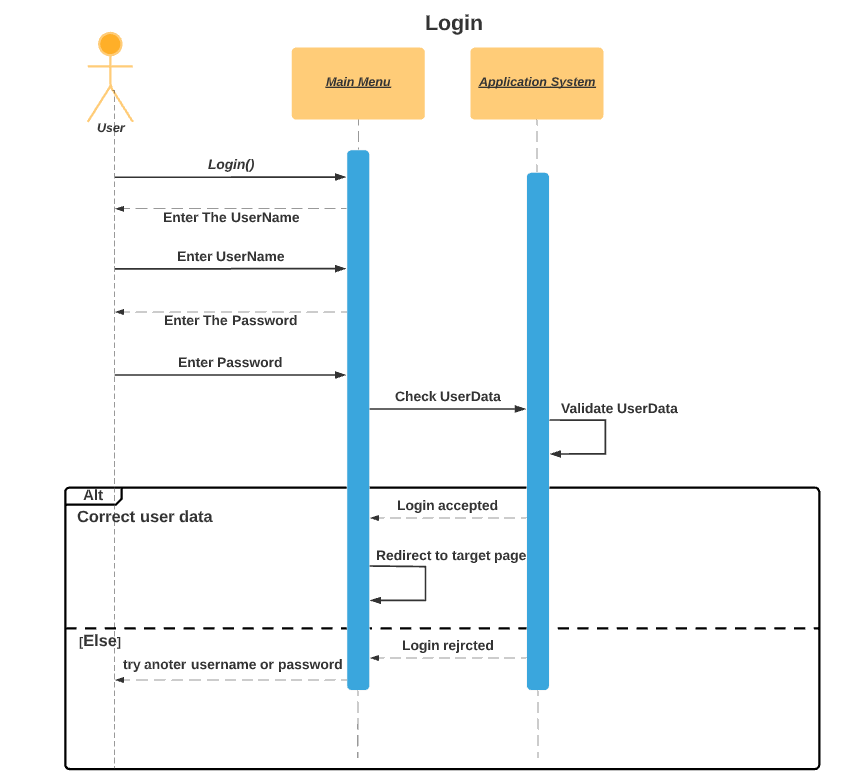 Login
Main Menu
Application System
User
Login()
Enter The UserName
Enter UserName
Enter The Password
Enter Password
Check UserData
Validate UserData
Alt
Correct user data
Login accepted
Redirect to target page
[Else]
Login rejrcted
try anoter username or password